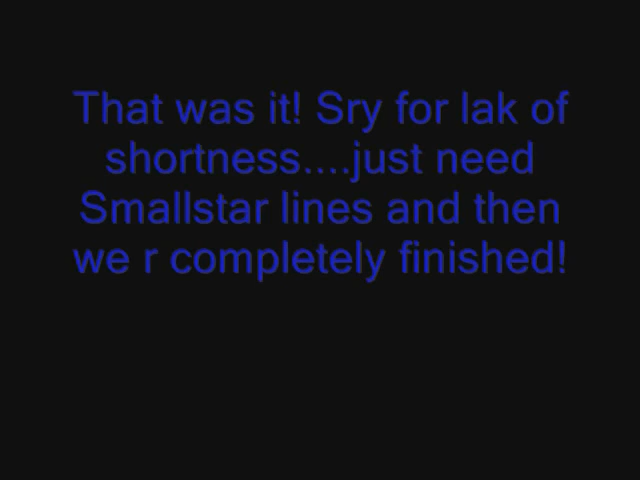 That was it! Sry for lak of
shortness....just need
Smallstar lines and then
we r completely finished!